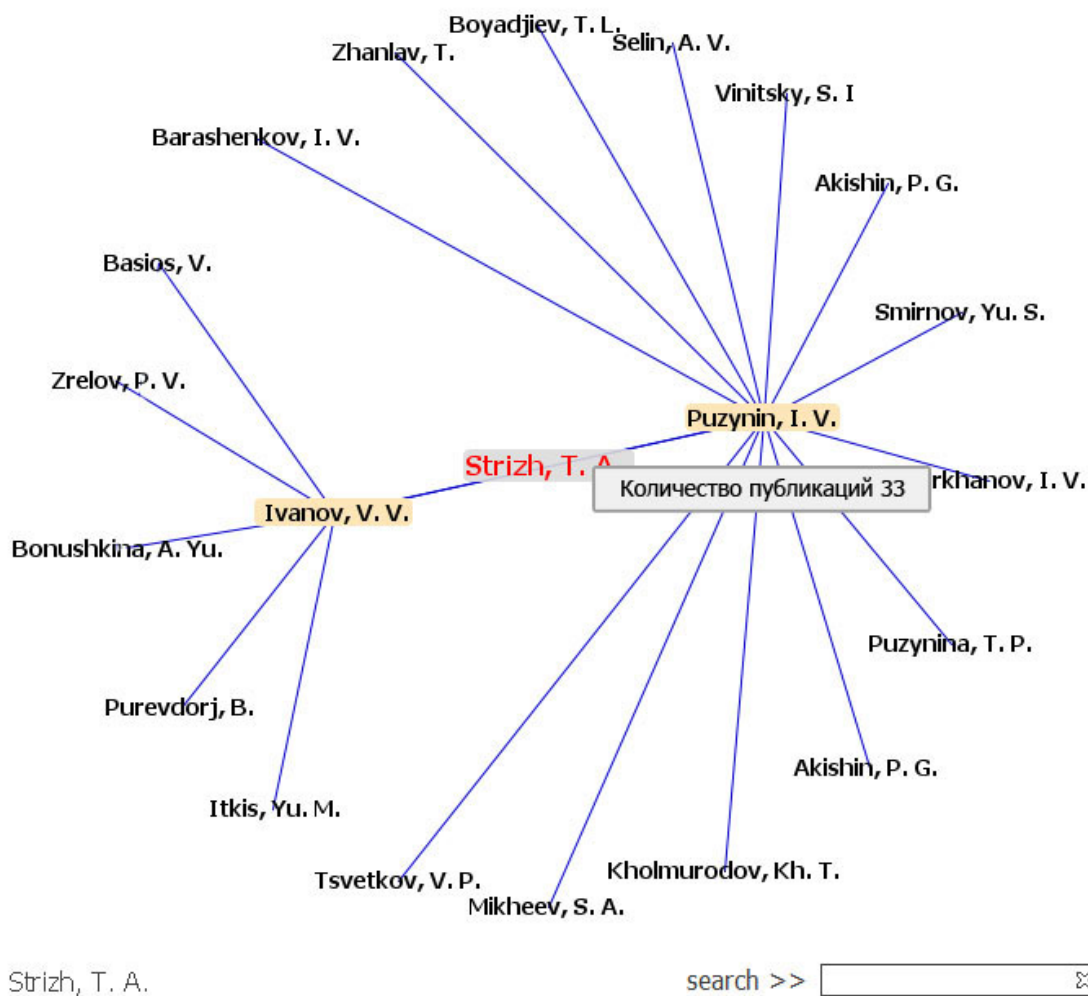 Boyadjiev, T. L.
Selin, A. V.
Zhanlav, T.
Vinitsky, S. I
Barashenkov, I. V.
Akishin, P. G.
Basios, V.
Smirnov, Yu. S.
Zrelov, P. V.
Puzynin, I. V.
Strizh, T. A.
rkhanov, I. V.
Количество публикаций 33
Ivanov, V. V.
Bonushkina, A. Yu.
Puzynina, T. P.
Purevdorj, B.
Akishin, P. G.
Itkis, Yu. M.
Kholmurodov, Kh. T.
Tsvetkov, V. P.
Mikheev, S. A.
Strizh, T. A.
search >>